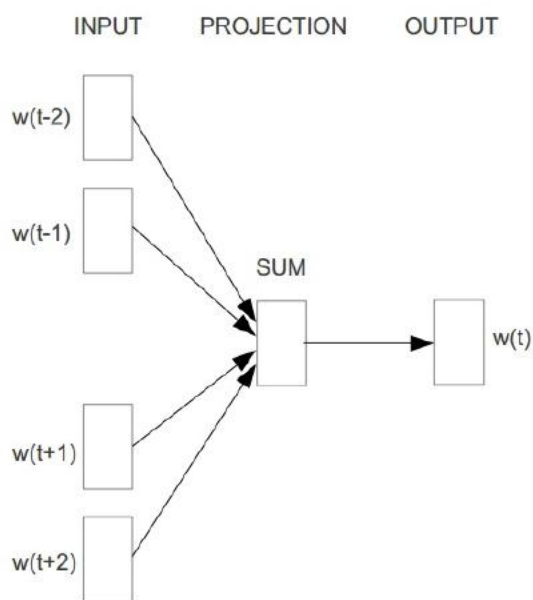 INPUT PROJECTION OUTPUT
w(t-2)
w(t-1)
SUM
w(t)
w(t+1)
w(t+2)